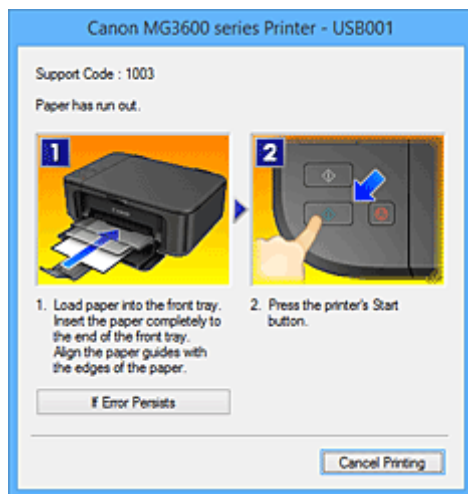 Canon MG3600 series Printer - USB001
Support Code : 1003
Paper has run out.
1
2
1. Load paper into the front tray.
Insert the paper completely to
the end of the front tray.
Align the paper guides with
the edges of the paper.
2. Press the printer's Start
button.
If Error Persists
Cancel Printing